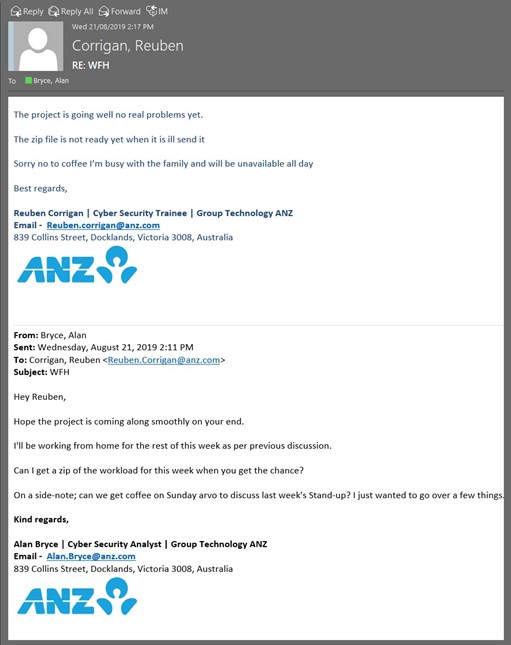 Reply Reply All Forward IM
Wed 21/08/2019 2:17 PM
Corrigan, Reuben
RE: WFH
To Bryce, Alan
The project is going well no real problems yet.
The zip file is not ready yet when it is ill send it
Sorry no to coffee I'm busy with the family and will be unavailable all day
Best regards,
Reuben Corrigan | Cyber Security Trainee | Group Technology ANZ
Email - Reuben.corrigan@anz.com
839 Collins Street, Docklands, Victoria 3008, Australia
ANZ
From: Bryce, Alan
Sent: Wednesday, August 21, 2019 2:11 PM
To: Corrigan, Reuben <Reuben.Corrigan@anz.com>
Subject: WFH
Hey Reuben,
Hope the project is coming along smoothly on your end.
I'll be working from home for the rest of this week as per previous discussion.
Can I get a zip of the workload for this week when you get the chance?
On a side-note; can we get coffee on Sunday arvo to discuss last week's Stand-up? I just wanted to go over a few things.
Kind regards,
Alan Bryce | Cyber Security Analyst | Group Technology ANZ
Email - Alan.Bryce@anz.com
839 Collins Street, Docklands, Victoria 3008, Australia
ANZ